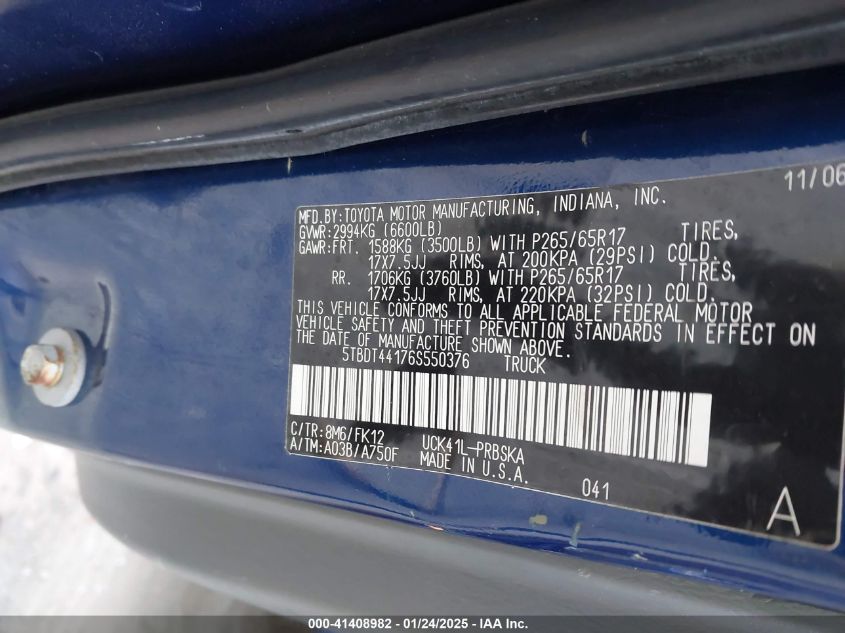 11/06
MFD.BY:TOYOTA MOTOR MANUFACTURING, INDIANA, INC.
GVWR:2994KG (6600LB)
GAWR:FRT. 1588KG (3500LB) WITH P265/65R17 TIRES,
17X7.5JJ RIMS, AT 200KPA (29PSI) COLD.
RR. 1706KG (3760LB) WITH P265/65R17 TIRES,
17X7.5JJ RIMS, AT 220KPA (32PSI) COLD.
THIS VEHICLE CONFORMS TO ALL APPLICABLE FEDERAL MOTOR
VEHICLE SAFETY AND THEFT PREVENTION STANDARDS IN EFFECT ON
THE DATE OF MANUFACTURE SHOWN ABOVE.
5TBDT44176S550376 TRUCK
C/TR:8M6/FK12 UCK41L-PRBSKA
A/TM:A03B/A750F MADE IN U.S.A.
041
A
000-41408982 - 01/24/2025 - IAA Inc.